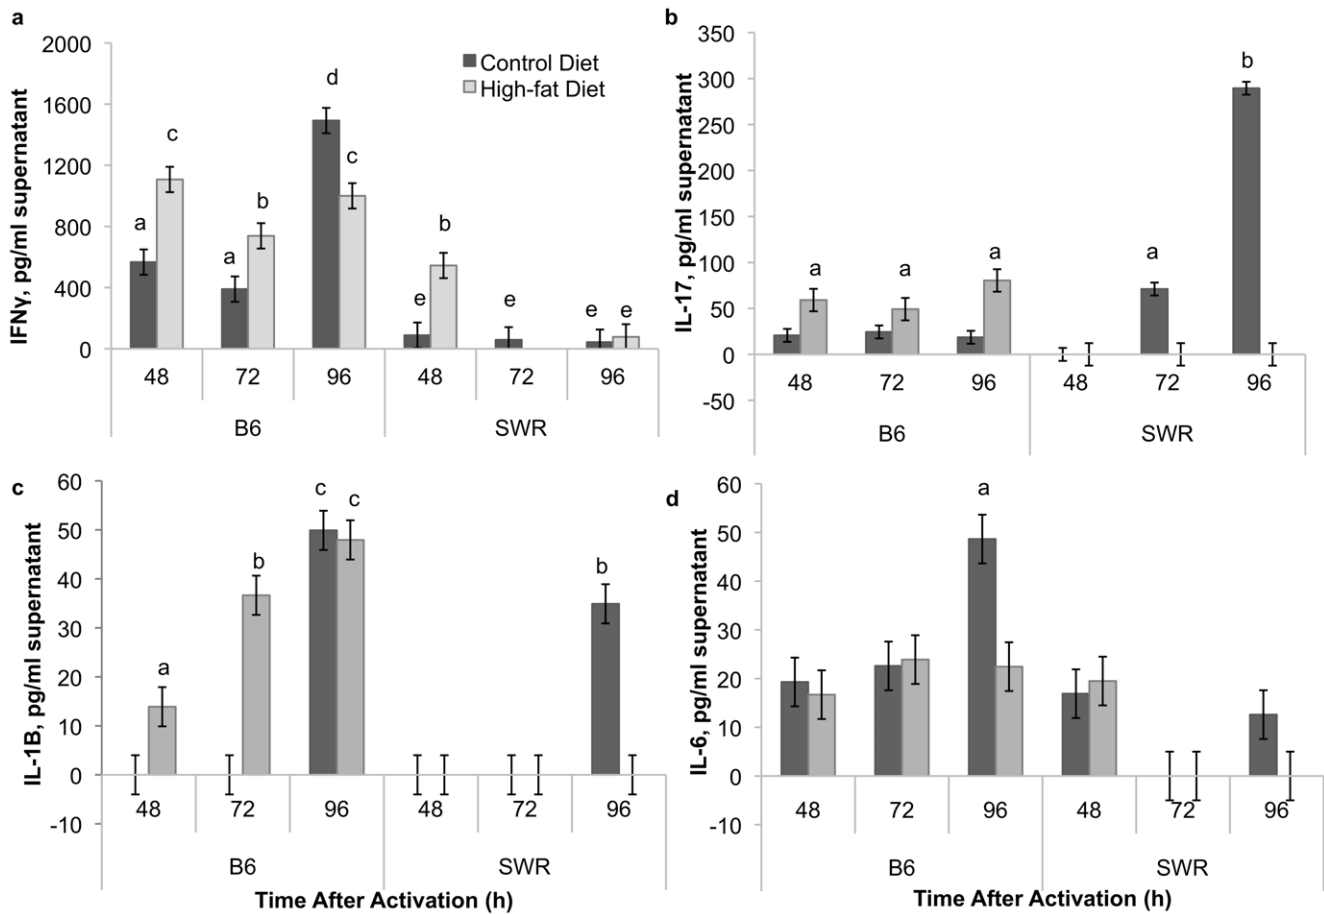 a
IFNγ, pg/ml supernatant
2000
1600
1200
800
400
0
Control Diet
High-fat Diet
a
c
a
b
d
c
e
b
e
e
e
48
72
96
48
72
96
B6
SWR
b
IL-17, pg/ml supernatant
350
300
250
200
150
100
50
0
-50
a
a
a
a
b
48
72
96
48
72
96
B6
SWR
c
IL-1B, pg/ml supernatant
60
50
40
30
20
10
0
-10
a
b
c
c
b
48
72
96
48
72
96
B6
SWR
Time After Activation (h)
d
IL-6, pg/ml supernatant
60
50
40
30
20
10
0
-10
a
48
72
96
48
72
96
B6
SWR
Time After Activation (h)